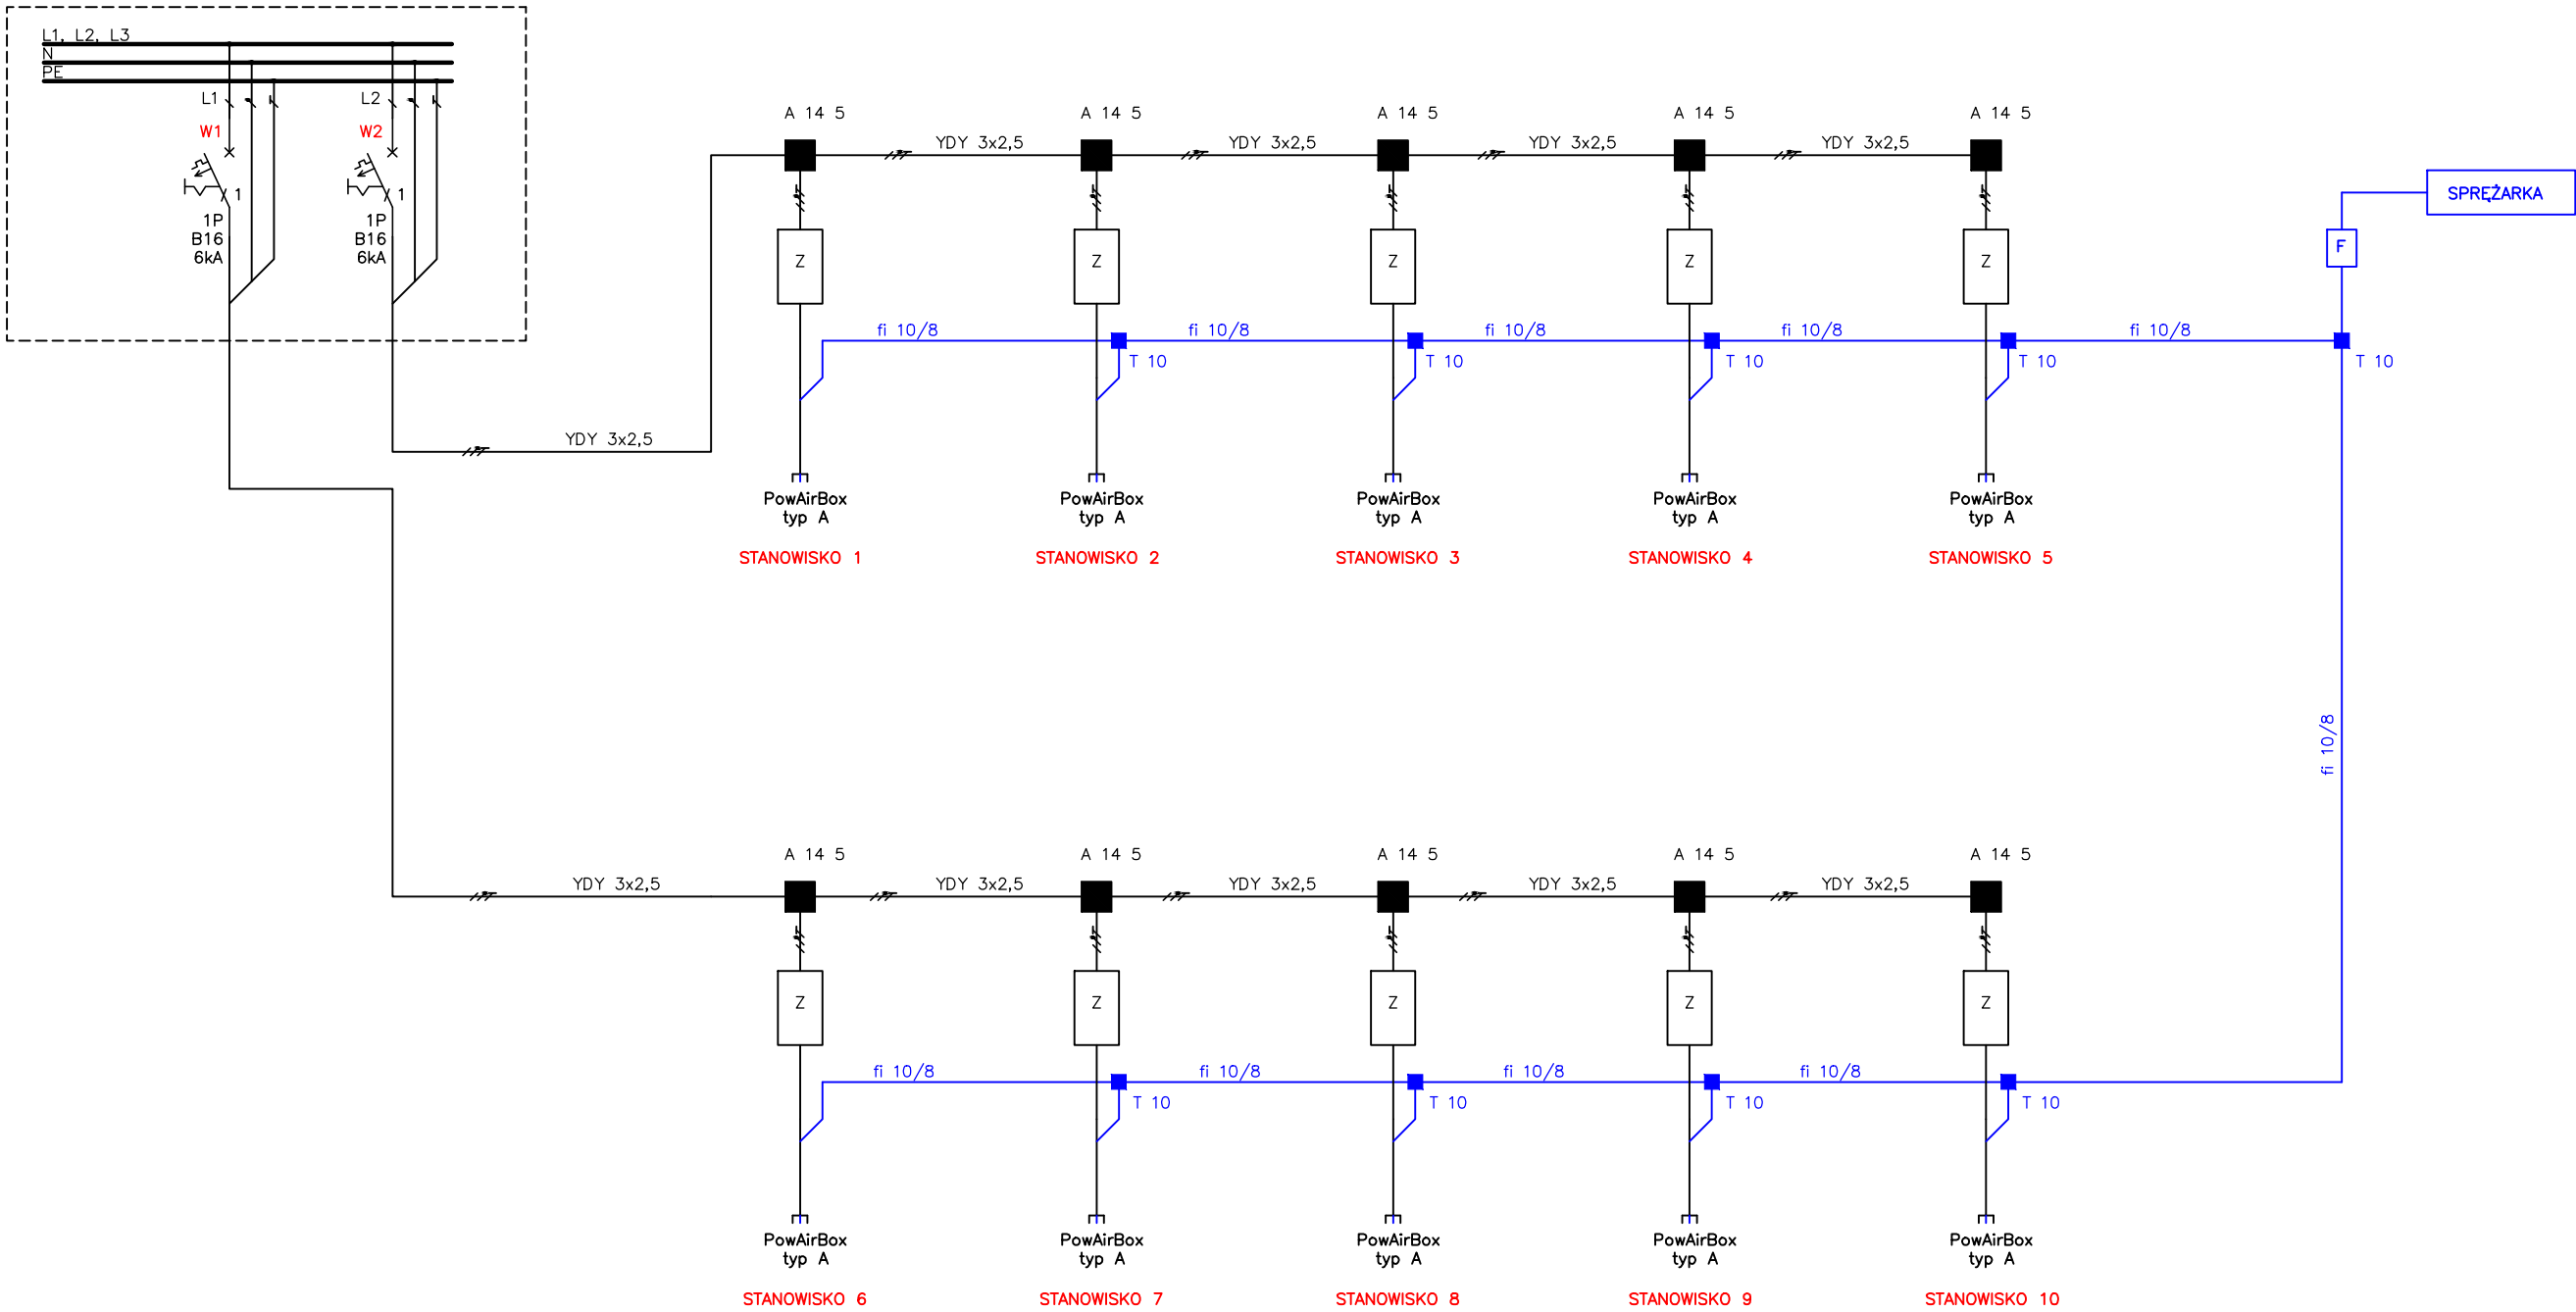 L1, L2, L3
N
PE
L1
L2
W1
W2
1
1
1P
B16
6kA
1P
B16
6kA
A 14 5
A 14 5
A 14 5
A 14 5
A 14 5
YDY 3x2,5
YDY 3x2,5
YDY 3x2,5
YDY 3x2,5
SPRĘŻARKA
F
Z
Z
Z
Z
Z
fi 10/8
fi 10/8
fi 10/8
fi 10/8
fi 10/8
T 10
T 10
T 10
T 10
T 10
YDY 3x2,5
PowAirBox
typ A
PowAirBox
typ A
PowAirBox
typ A
PowAirBox
typ A
PowAirBox
typ A
STANOWISKO 1
STANOWISKO 2
STANOWISKO 3
STANOWISKO 4
STANOWISKO 5
fi 10/8
A 14 5
A 14 5
A 14 5
A 14 5
A 14 5
YDY 3x2,5
YDY 3x2,5
YDY 3x2,5
YDY 3x2,5
YDY 3x2,5
Z
Z
Z
Z
Z
fi 10/8
fi 10/8
fi 10/8
fi 10/8
T 10
T 10
T 10
T 10
PowAirBox
typ A
PowAirBox
typ A
PowAirBox
typ A
PowAirBox
typ A
PowAirBox
typ A
STANOWISKO 6
STANOWISKO 7
STANOWISKO 8
STANOWISKO 9
STANOWISKO 10